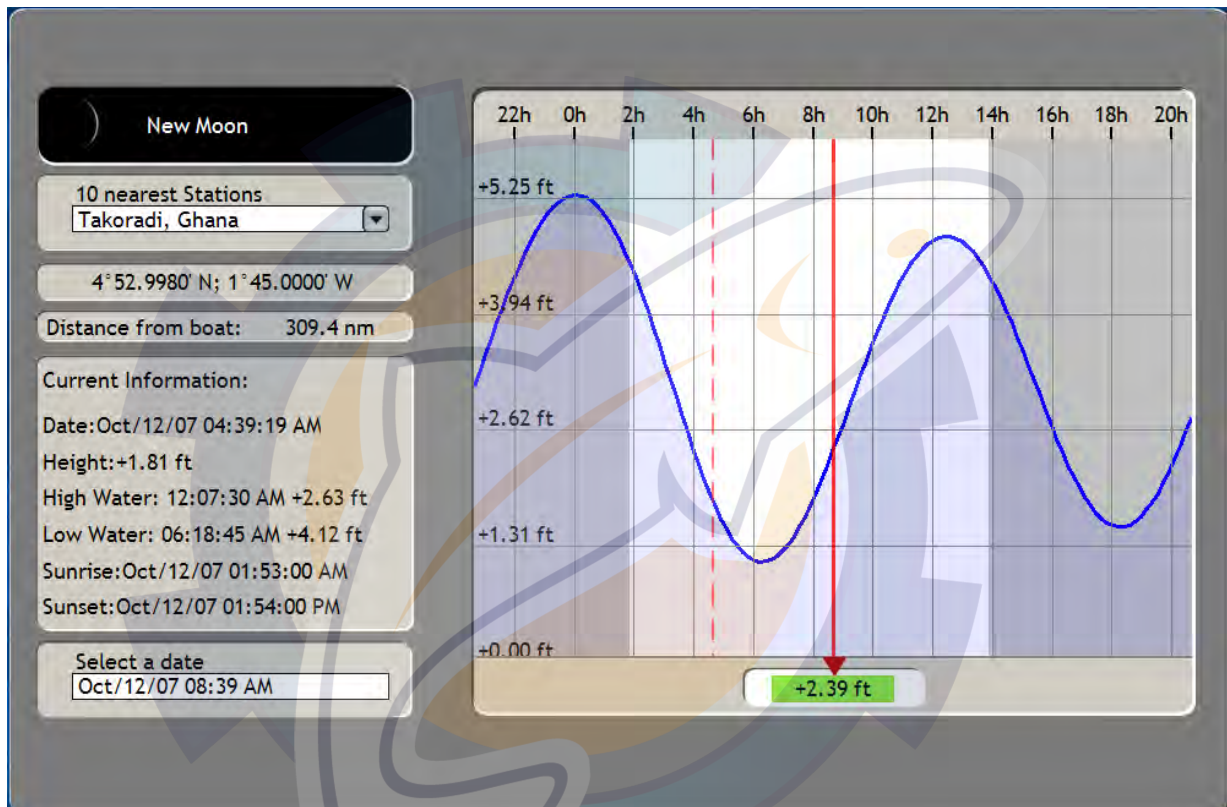 New Moon
10 nearest Stations
Takoradi, Ghana
4°52.9980' N; 1°45.0000' W
Distance from boat: 309.4 nm
Current Information:
Date:Oct/12/07 04:39:19 AM
Height:+1.81 ft
High Water: 12:07:30 AM +2.63 ft
Low Water: 06:18:45 AM +4.12 ft
Sunrise:Oct/12/07 01:53:00 AM
Sunset:Oct/12/07 01:54:00 PM
Select a date
Oct/12/07 08:39 AM
22h 0h 2h 4h 6h 8h 10h 12h 14h 16h 18h 20h
+5.25 ft
+3.94 ft
+2.62 ft
+1.31 ft
+0.00 ft
+2.39 ft